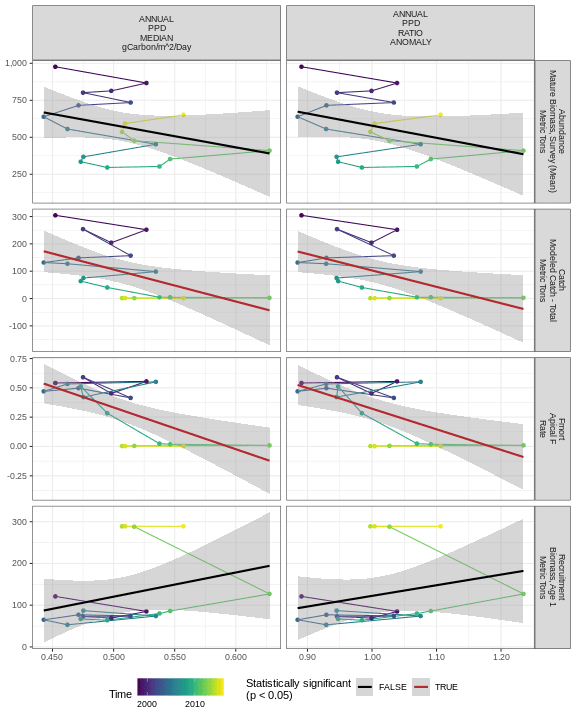 ANNUAL
PPD
MEDIAN
gCarbon/m^2/Day
ANNUAL
PPD
RATIO
ANOMALY
1,000
750
500
250
Abundance
Mature Biomass, Survey (Mean)
Metric Tons
300
200
100
0
-100
Catch
Modeled Catch - Total
Metric Tons
0.75
0.50
0.25
0.00
-0.25
Fmort
Apical F
Rate
300
200
100
0
Recruitment
Biomass, Age 1
Metric Tons
0.450
0.500
0.550
0.600
0.90
1.00
1.10
1.20
Time
2000
2010
Statistically significant
(p < 0.05)
FALSE
TRUE